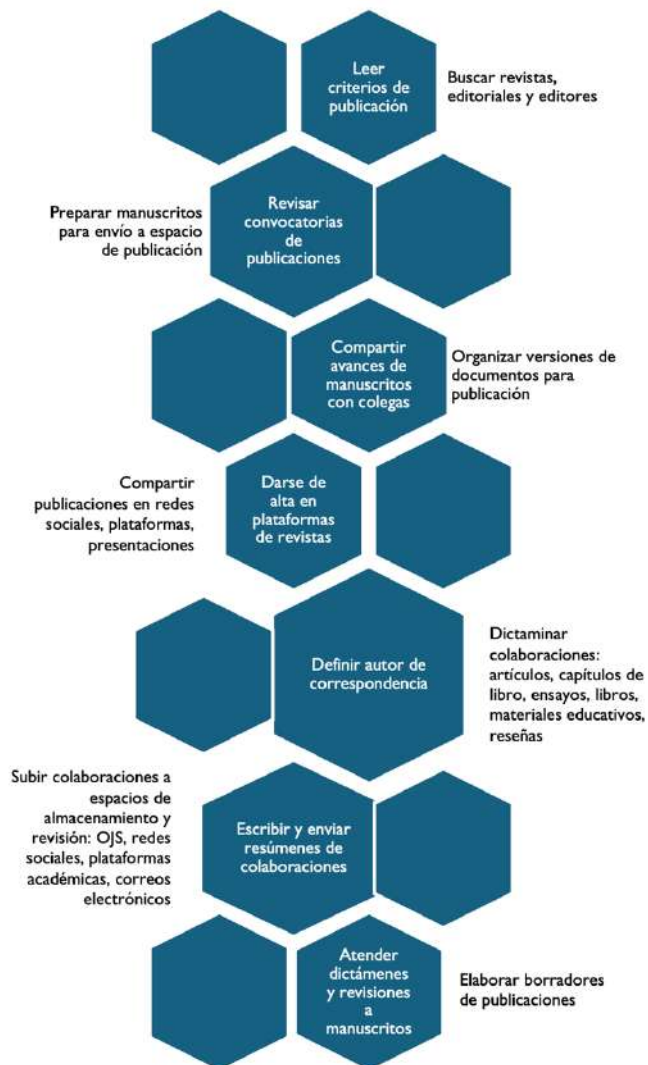 Leer
criterios de
publicación
Buscar revistas,
editoriales y editores
Preparar manuscritos
para envío a espacio
de publicación
Revisar
convocatorias
de
publicaciones
Compartir
avances de
manuscritos
con colegas
Organizar versiones de
documentos para
publicación
Compartir
publicaciones en redes
sociales, plataformas,
presentaciones
Darse de
alta en
plataformas
de revistas
Definir autor de
correspondencia
Dictaminar
colaboraciones:
artículos, capítulos de
libro, ensayos, libros,
materiales educativos,
reseñas
Subir colaboraciones a
espacios de
almacenamiento y
revisión: OJS, redes
sociales, plataformas
académicas, correos
electrónicos
Escribir y enviar
resúmenes de
colaboraciones
Atender
dictámenes
y revisiones
a
manuscritos
Elaborar borradores
de publicaciones